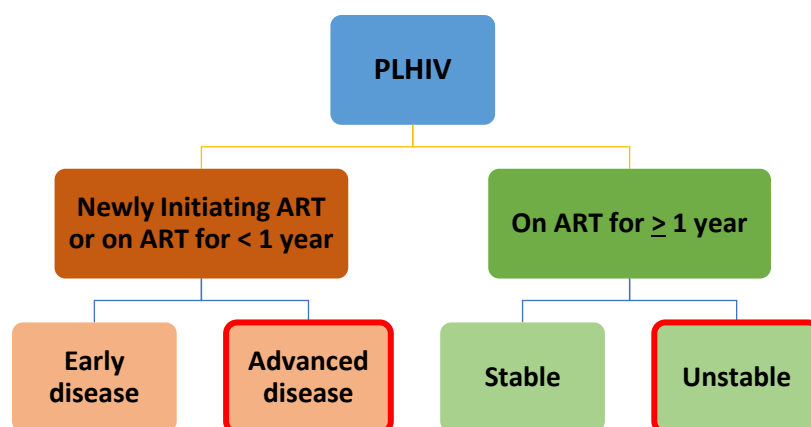 PLHIV
Newly Initiating ART
or on ART for < 1 year
On ART for ≥ 1 year
Early
disease
Advanced
disease
Stable
Unstable